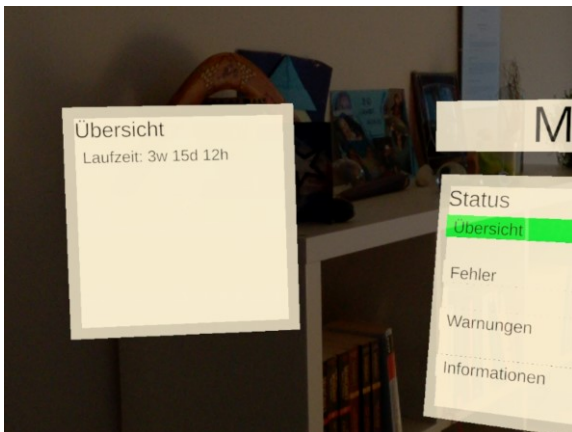 Übersicht
Laufzeit: 3w 15d 12h
M
Status
Übersicht
Fehler
Warnungen
Informationen